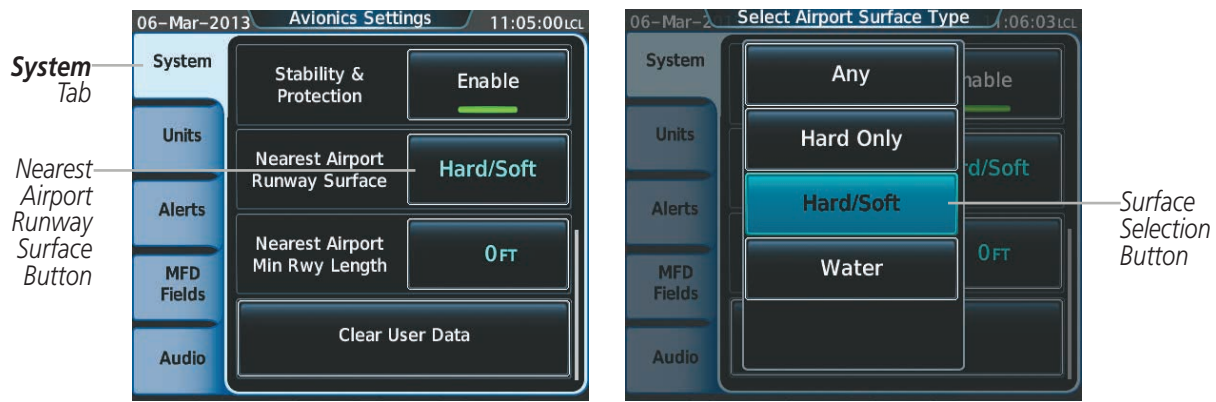 06–Mar–2013
Avionics Settings
11:05:00LCL
System
Tab
System
Units
Alerts
MFD
Fields
Audio
Stability &
Protection
Enable
Nearest
Airport
Runway
Surface
Button
Nearest Airport
Runway Surface
Hard/Soft
Nearest Airport
Min Rwy Length
0FT
Clear User Data
06–Mar–2
Select Airport Surface Type
1:06:03LCL
System
Units
Alerts
MFD
Fields
Audio
Any
Hard Only
Hard/Soft
Water
nable
rd/Soft
0FT
Surface
Selection
Button